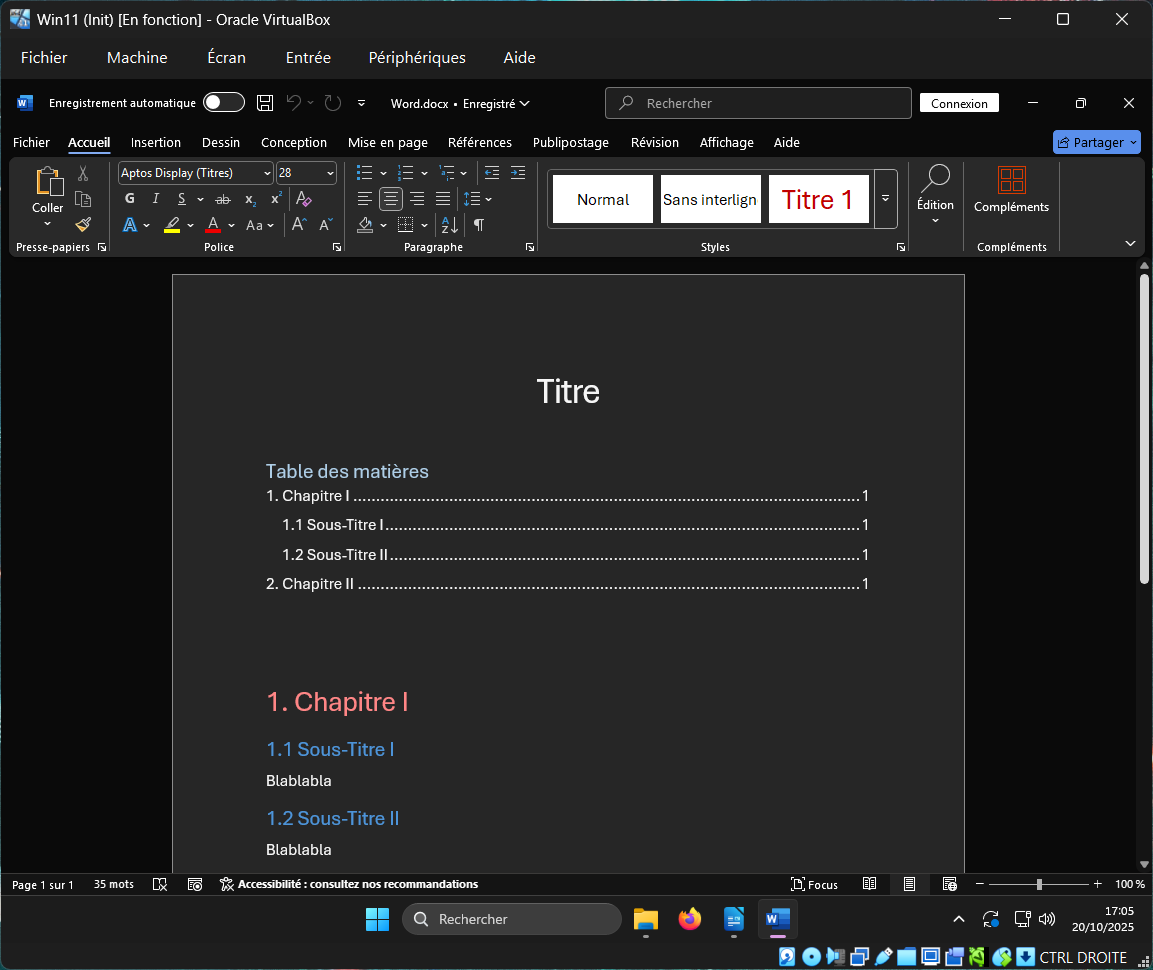 Win11 (Init) [En fonction] - Oracle VirtualBox
Fichier Machine Écran Entrée Périphériques Aide
Enregistrement automatique Word.docx • Enregistré Rechercher Connexion
Fichier Accueil Insertion Dessin Conception Mise en page Références Publipostage Révision Affichage Aide Partager
Coller Aptos Display (Titres) 28 Normal Sans interlign Titre 1 Édition Compléments
G I S ab x₂ x²
A A Aa A A A Z
Presse-papiers Police Paragraphe Styles Compléments
Titre
Table des matières
1. Chapitre I ........ 1
1.1 Sous-Titre I ........ 1
1.2 Sous-Titre II ........ 1
2. Chapitre II ........ 1
1. Chapitre I
1.1 Sous-Titre I
Blablabla
1.2 Sous-Titre II
Blablabla
Page 1 sur 1 35 mots Accessibilité : consultez nos recommandations Focus 100 %
Rechercher 17:05
20/10/2025
CTRL DROITE